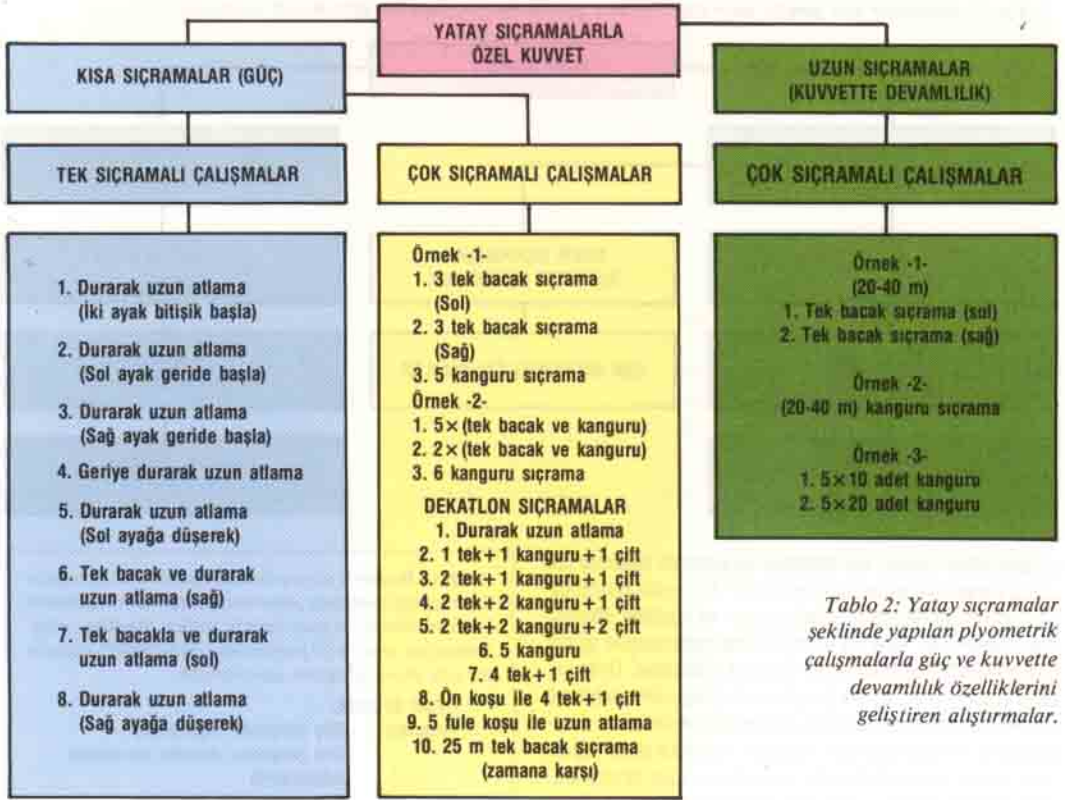 YATAY SIÇRAMALARLA
ÖZEL KUVVET
KISA SIÇRAMALAR (GÜÇ)
UZUN SIÇRAMALAR
(KUVVETTE DEVAMLILIK)
TEK SIÇRAMALI ÇALIŞMALAR
ÇOK SIÇRAMALI ÇALIŞMALAR
ÇOK SIÇRAMALI ÇALIŞMALAR
1. Durarak uzun atlama
(İki ayak bitişik başla)
2. Durarak uzun atlama
(Sol ayak geride başla)
3. Durarak uzun atlama
(Sağ ayak geride başla)
4. Geriye durarak uzun atlama
5. Durarak uzun atlama
(Sol ayağa düşerek)
6. Tek bacak ve durarak
uzun atlama (sağ)
7. Tek bacakla ve durarak
uzun atlama (sol)
8. Durarak uzun atlama
(Sağ ayağa düşerek)
Örnek -1-
1. 3 tek bacak sıçrama
(Sol)
2. 3 tek bacak sıçrama
(Sağ)
3. 5 kanguru sıçrama
Örnek -2-
1. 5×(tek bacak ve kanguru)
2. 2×(tek bacak ve kanguru)
3. 6 kanguru sıçrama
DEKATLON SIÇRAMALAR
1. Durarak uzun atlama
2. 1 tek+1 kanguru+1 çift
3. 2 tek+1 kanguru+1 çift
4. 2 tek+2 kanguru+1 çift
5. 2 tek+2 kanguru+2 çift
6. 5 kanguru
7. 4 tek+1 çift
8. Ön koşu ile 4 tek+1 çift
9. 5 fule koşu ile uzun atlama
10. 25 m tek bacak sıçrama
(zamana karşı)
Örnek -1-
(20-40 m)
1. Tek bacak sıçrama (sol)
2. Tek bacak sıçrama (sağ)
Örnek -2-
(20-40 m) kanguru sıçrama
Örnek -3-
1. 5×10 adet kanguru
2. 5×20 adet kanguru
Tablo 2: Yatay sıçramalar
şeklinde yapılan plyometrik
çalışmalarla güç ve kuvvette
devamlılık özelliklerini
geliştiren alıştırmalar.